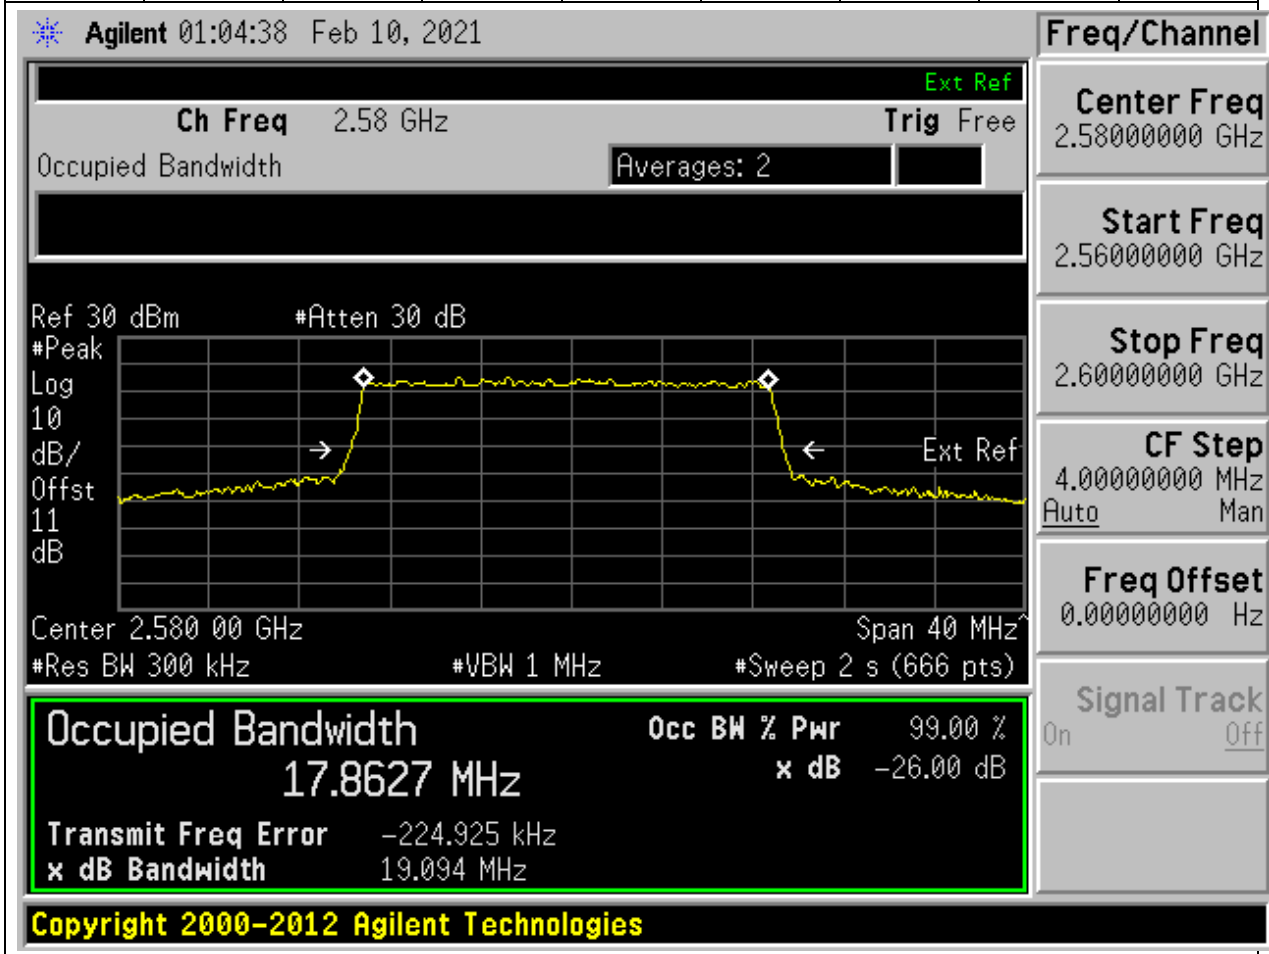 Agilent 01:04:38 Feb 10, 2021
Ext Ref
Ch Freq 2.58 GHz Trig Free
Occupied Bandwidth Averages: 2
Ref 30 dBm #Atten 30 dB
#Peak
Log
10
dB/
Offst
11
dB
Ext Ref
Center 2.580 00 GHz Span 40 MHz^
#Res BW 300 kHz #VBW 1 MHz #Sweep 2 s (666 pts)
Occupied Bandwidth Occ BW % Pwr 99.00 %
17.8627 MHz x dB -26.00 dB
Transmit Freq Error -224.925 kHz
x dB Bandwidth 19.094 MHz
Copyright 2000-2012 Agilent Technologies
Freq/Channel
Center Freq
2.58000000 GHz
Start Freq
2.56000000 GHz
Stop Freq
2.60000000 GHz
CF Step
4.00000000 MHz
Auto Man
Freq Offset
0.00000000 Hz
Signal Track
On Off